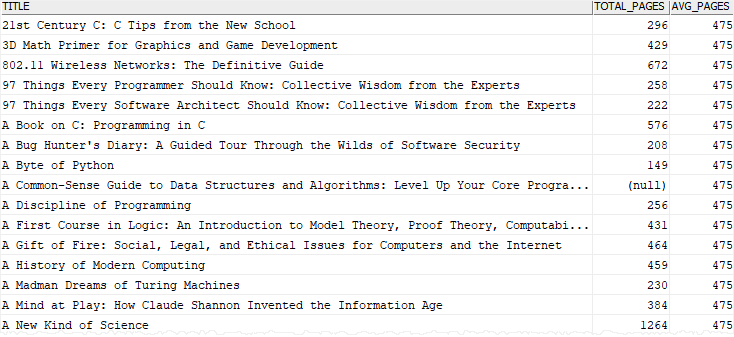 TITLE TOTAL_PAGES AVG_PAGES
21st Century C: C Tips from the New School 296 475
3D Math Primer for Graphics and Game Development 429 475
802.11 Wireless Networks: The Definitive Guide 672 475
97 Things Every Programmer Should Know: Collective Wisdom from the Experts 258 475
97 Things Every Software Architect Should Know: Collective Wisdom from the Experts 222 475
A Book on C: Programming in C 576 475
A Bug Hunter's Diary: A Guided Tour Through the Wilds of Software Security 208 475
A Byte of Python 149 475
A Common-Sense Guide to Data Structures and Algorithms: Level Up Your Core Progra... (null) 475
A Discipline of Programming 256 475
A First Course in Logic: An Introduction to Model Theory, Proof Theory, Computabi... 431 475
A Gift of Fire: Social, Legal, and Ethical Issues for Computers and the Internet 464 475
A History of Modern Computing 459 475
A Madman Dreams of Turing Machines 230 475
A Mind at Play: How Claude Shannon Invented the Information Age 384 475
A New Kind of Science 1264 475